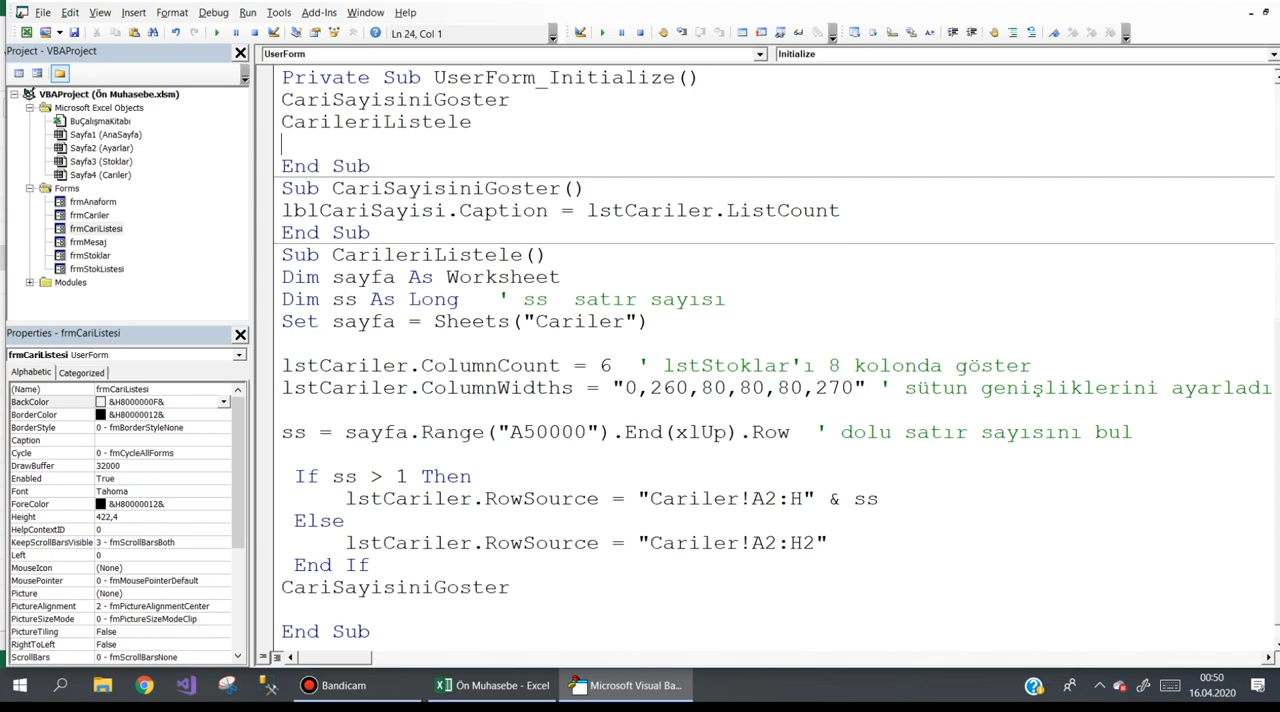 File Edit View Insert Format Debug Run Tools Add-Ins Window Help
Ln 24, Col 1
Project - VBAProject
VBAProject (Ön Muhasebe.xlsm)
Microsoft Excel Objects
BuÇalışmaKitabı
Sayfa1 (AnaSayfa)
Sayfa2 (Ayarlar)
Sayfa3 (Stoklar)
Sayfa4 (Cariler)
Forms
frmAnaform
frmCariler
frmCariListesi
frmMesaj
frmStoklar
frmStokListesi
Modules
Properties - frmCariListesi
frmCariListesi UserForm
Alphabetic Categorized
(Name) frmCariListesi
BackColor &H8000000F&
BorderColor &H80000012&
BorderStyle 0 - fmBorderStyleNone
Caption
Cycle 0 - fmCycleAllForms
DrawBuffer 32000
Enabled True
Font Tahoma
ForeColor &H80000012&
Height 422,4
HelpContextID 0
KeepScrollBarsVisible 3 - fmScrollBarsBoth
Left 0
MouseIcon (None)
MousePointer 0 - fmMousePointerDefault
Picture (None)
PictureAlignment 2 - fmPictureAlignmentCenter
PictureSizeMode 0 - fmPictureSizeModeClip
PictureTiling False
RightToLeft False
ScrollBars 0 - fmScrollBarsNone
UserForm Initialize
Private Sub UserForm_Initialize()
CariSayisiniGoster
CarileriListele
End Sub
Sub CariSayisiniGoster()
lblCariSayisi.Caption = lstCariler.ListCount
End Sub
Sub CarileriListele()
Dim sayfa As Worksheet
Dim ss As Long ' ss satır sayısı
Set sayfa = Sheets("Cariler")
lstCariler.ColumnCount = 6 ' lstStoklar'ı 8 kolonda göster
lstCariler.ColumnWidths = "0,260,80,80,80,270" ' sütun genişliklerini ayarladı
ss = sayfa.Range("A50000").End(xlUp).Row ' dolu satır sayısını bul
If ss > 1 Then
lstCariler.RowSource = "Cariler!A2:H" & ss
Else
lstCariler.RowSource = "Cariler!A2:H2"
End If
CariSayisiniGoster
End Sub
Bandicam
Ön Muhasebe - Excel
Microsoft Visual Ba...
00:50
16.04.2020